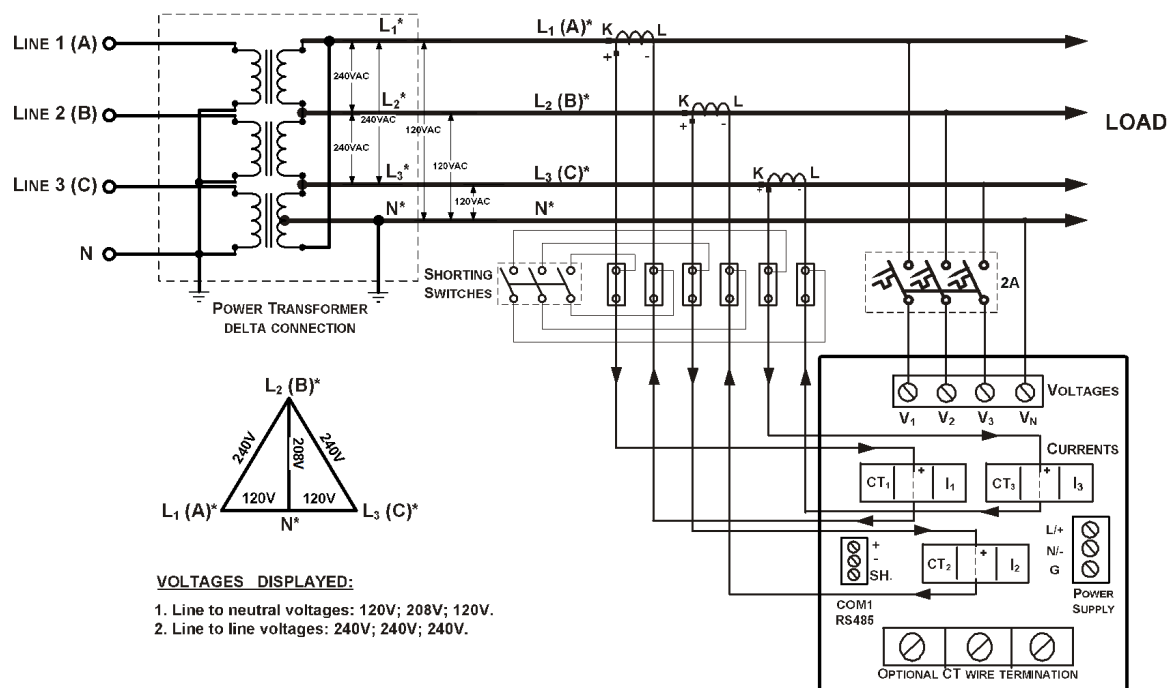 LINE 1 (A)
LINE 2 (B)
LINE 3 (C)
N
L1*
L2*
L3*
N*
240VAC
240VAC
240VAC
120VAC
120VAC
120VAC
L1 (A)*
L2 (B)*
L3 (C)*
N*
K
L
+
-
K
L
+
-
K
L
+
-
LOAD
POWER TRANSFORMER
DELTA CONNECTION
SHORTING
SWITCHES
2A
L2 (B)*
240V
208V
240V
120V
120V
L1 (A)*
N*
L3 (C)*
VOLTAGES DISPLAYED:
1. Line to neutral voltages: 120V; 208V; 120V.
2. Line to line voltages: 240V; 240V; 240V.
VOLTAGES
V1
V2
V3
VN
CURRENTS
CT1
+
I1
CT3
+
I3
CT2
+
I2
+
-
SH.
COM1
RS485
L/+
N/-
G
POWER
SUPPLY
OPTIONAL CT WIRE TERMINATION